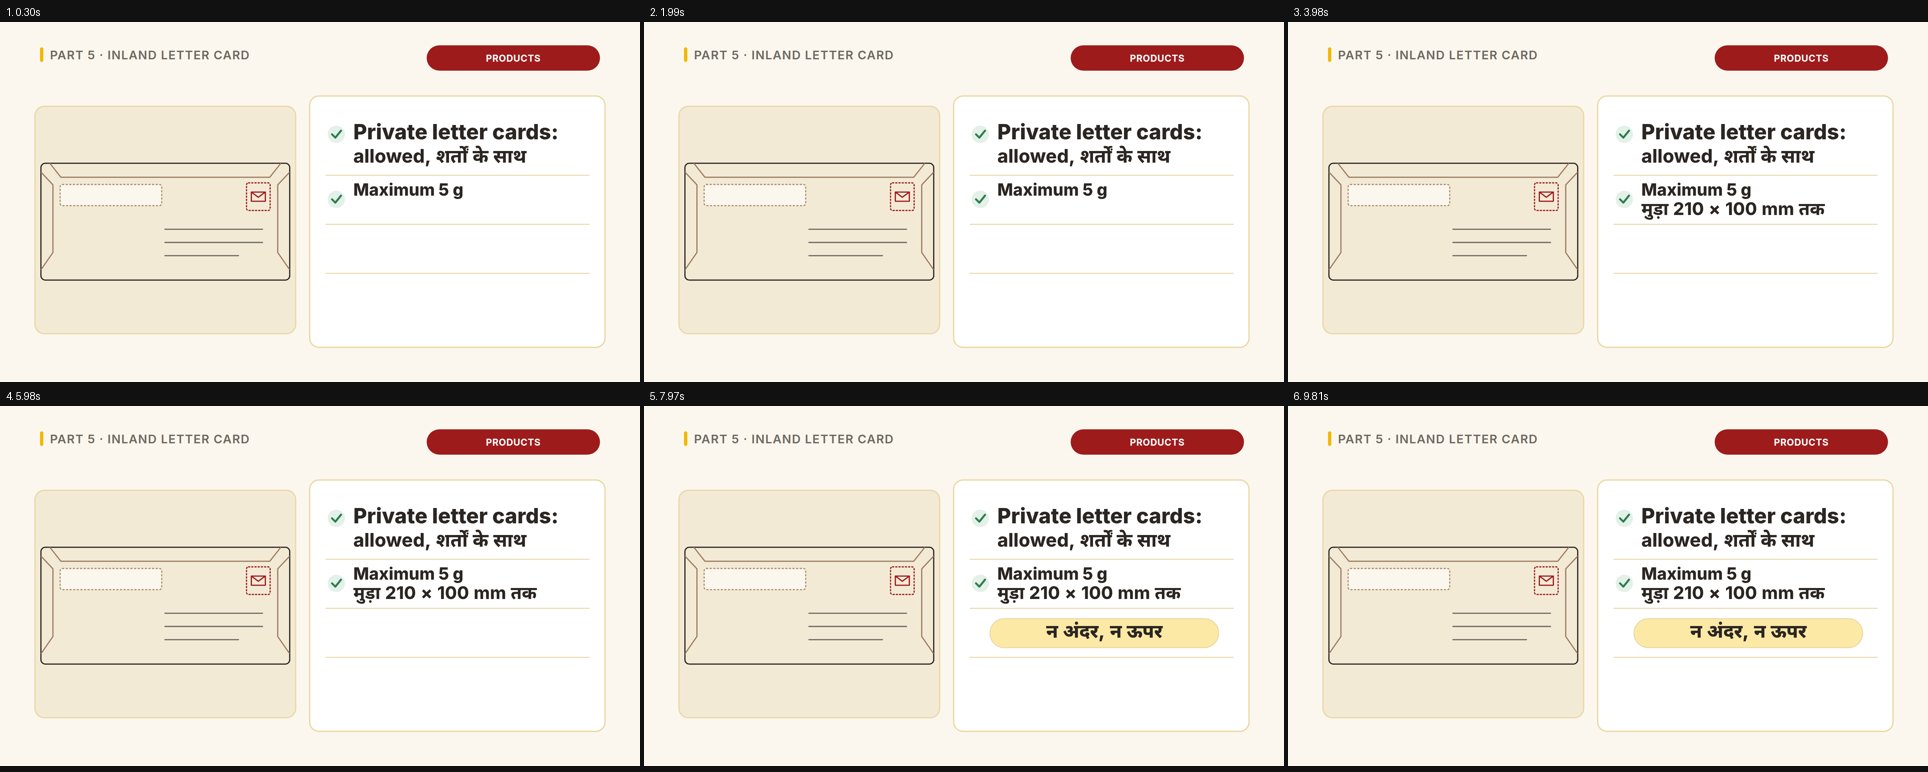 1. 0.30s
PART 5 · INLAND LETTER CARD
PRODUCTS
Private letter cards:
allowed, शर्तों के साथ
Maximum 5 g
2. 1.99s
PART 5 · INLAND LETTER CARD
PRODUCTS
Private letter cards:
allowed, शर्तों के साथ
Maximum 5 g
3. 3.98s
PART 5 · INLAND LETTER CARD
PRODUCTS
Private letter cards:
allowed, शर्तों के साथ
Maximum 5 g
मुड़ा 210 × 100 mm तक
4. 5.98s
PART 5 · INLAND LETTER CARD
PRODUCTS
Private letter cards:
allowed, शर्तों के साथ
Maximum 5 g
मुड़ा 210 × 100 mm तक
5. 7.97s
PART 5 · INLAND LETTER CARD
PRODUCTS
Private letter cards:
allowed, शर्तों के साथ
Maximum 5 g
मुड़ा 210 × 100 mm तक
न अंदर, न ऊपर
6. 9.81s
PART 5 · INLAND LETTER CARD
PRODUCTS
Private letter cards:
allowed, शर्तों के साथ
Maximum 5 g
मुड़ा 210 × 100 mm तक
न अंदर, न ऊपर